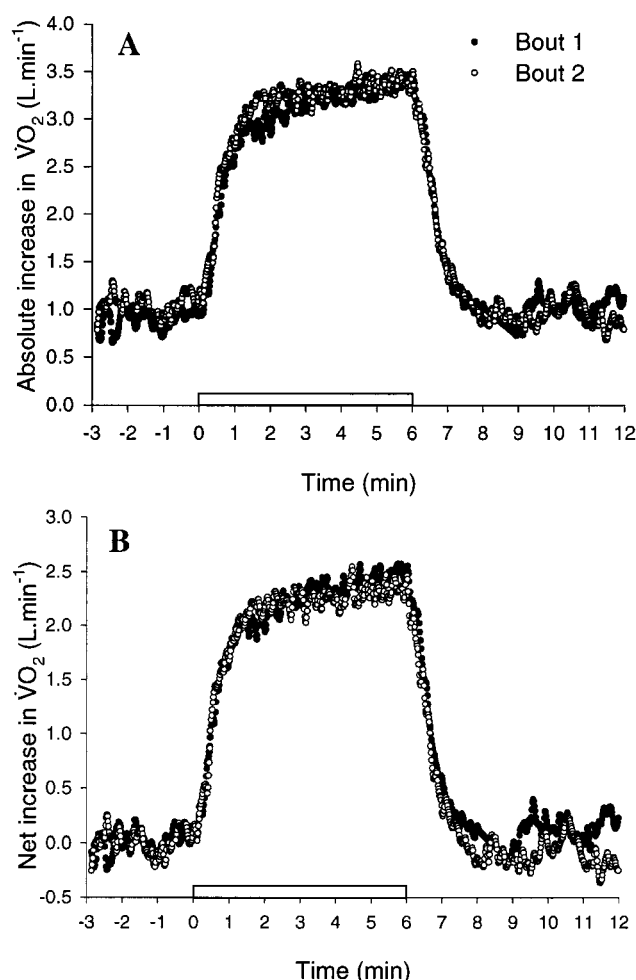 A
Bout 1
Bout 2
Absolute increase in V̇O₂ (L.min⁻¹)
4.0
3.5
3.0
2.5
2.0
1.5
1.0
0.5
0.0
-3 -2 -1 0 1 2 3 4 5 6 7 8 9 10 11 12
Time (min)
B
Net increase in V̇O₂ (L.min⁻¹)
3.0
2.5
2.0
1.5
1.0
0.5
0.0
-0.5
-3 -2 -1 0 1 2 3 4 5 6 7 8 9 10 11 12
Time (min)